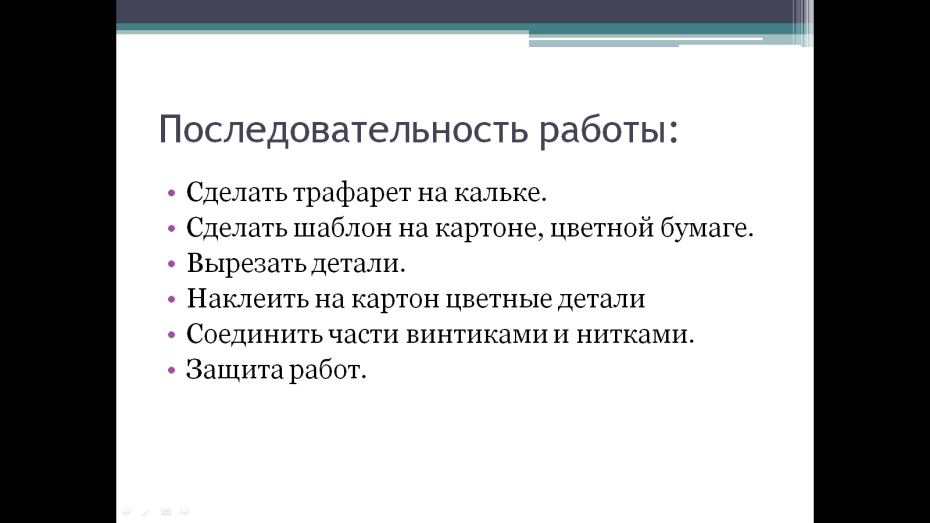 Последовательность работы:
• Сделать трафарет на кальке.
• Сделать шаблон на картоне, цветной бумаге.
• Вырезать детали.
• Наклеить на картон цветные детали
• Соединить части винтиками и нитками.
• Защита работ.